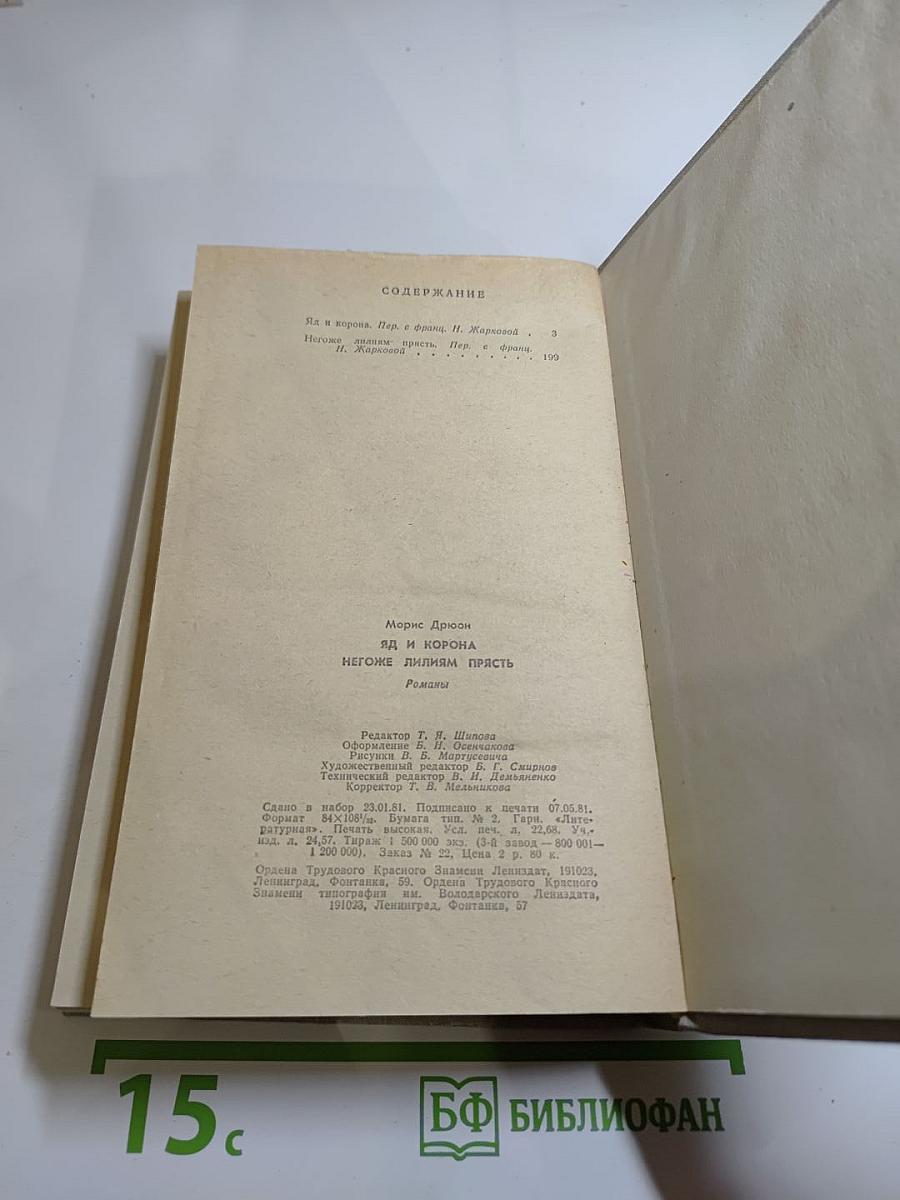 СОДЕРЖАНИЕ
Яд и корона. Пер. с франц. Н. Жарковой . 3
Негоже лилиям прясть. Пер. с франц.
Н. Жарковой . . . . . . . . . 199
Морис Дрюон
ЯД И КОРОНА
НЕГОЖЕ ЛИЛИЯМ ПРЯСТЬ
Романы
Редактор Т. Я. Шипова
Оформление Б. Н. Осенчакова
Рисунки В. Б. Мартусевича
Художественный редактор Б. Г. Смирнов
Технический редактор В. И. Демьяненко
Корректор Т. В. Мельникова
Сдано в набор 23.01.81. Подписано к печати 07.05.81.
Формат 84×108¹/₃₂. Бумага тип. № 2. Гарн. «Лите-
ратурная». Печать высокая. Усл. печ. л. 22,68. Уч.-
изд. л. 24,57. Тираж 1 500 000 экз. (3-й завод — 800 001—
1 200 000). Заказ № 22, Цена 2 р. 80 к.
Ордена Трудового Красного Знамени Лениздат, 191023,
Ленинград, Фонтанка, 59. Ордена Трудового Красного
Знамени типография им. Володарского Лениздата,
191023, Ленинград, Фонтанка, 57
15 с
БФ БИБЛИОФАН